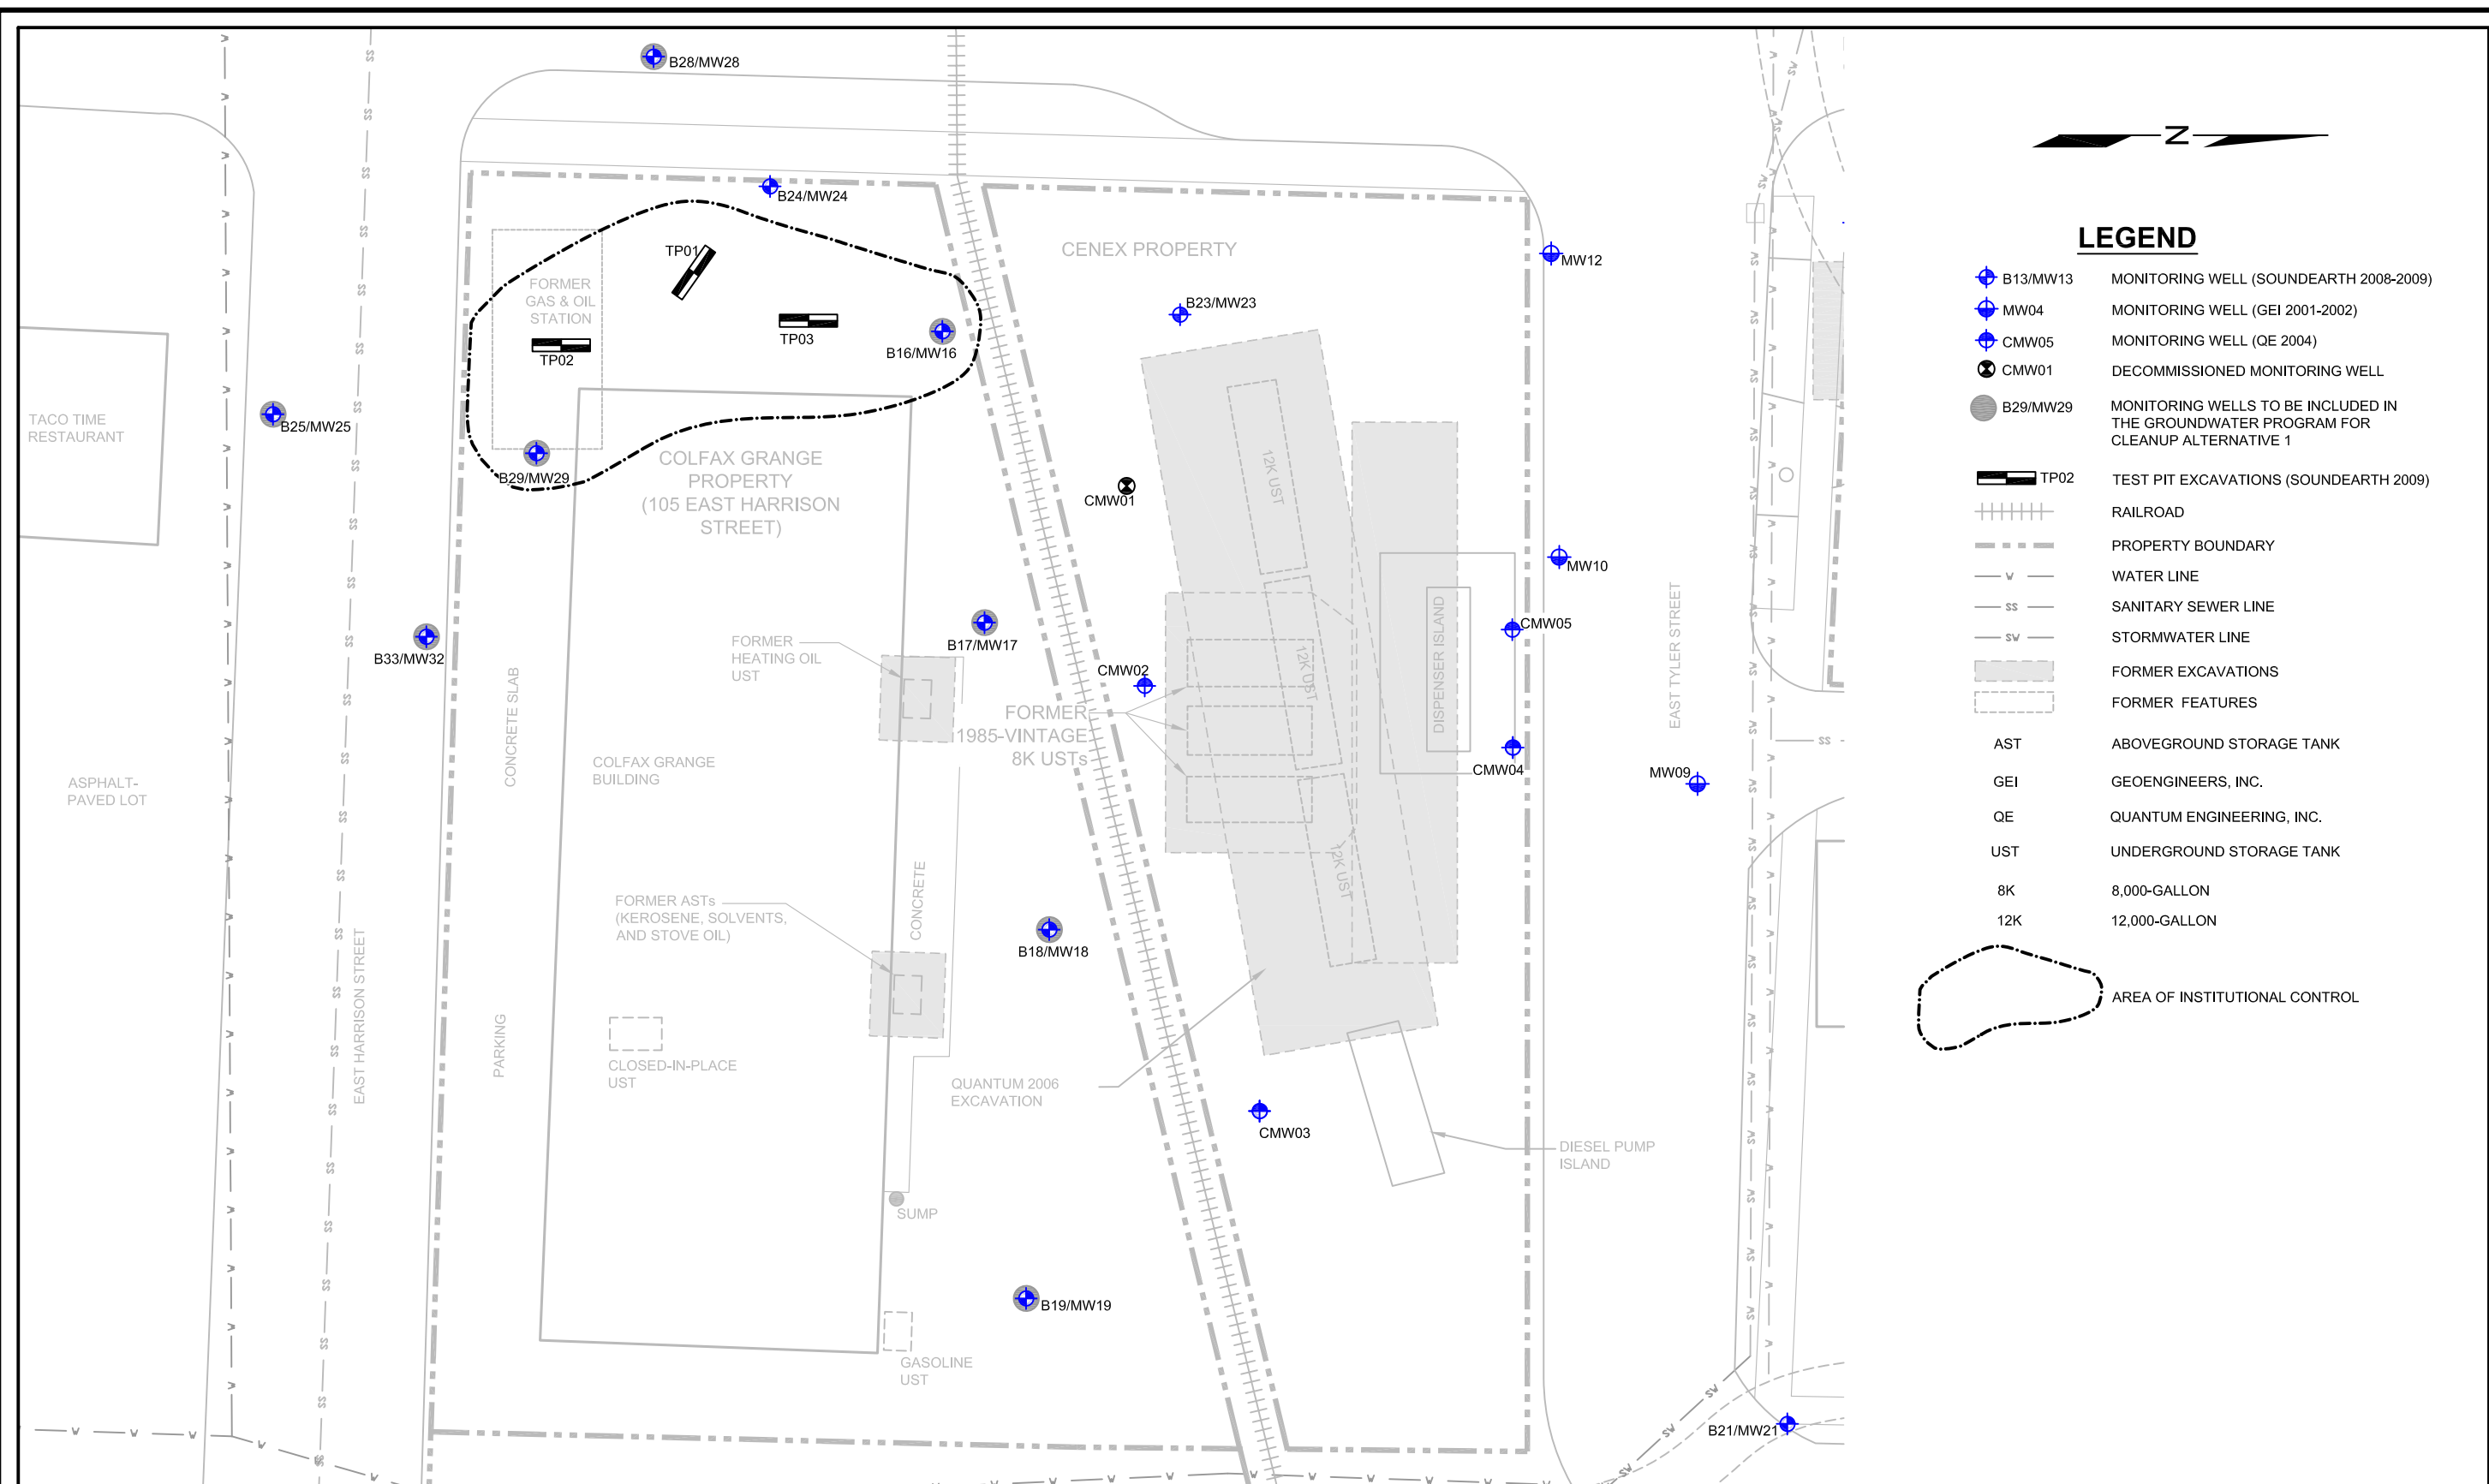 B28/MW28
B24/MW24
TP01
FORMER
GAS & OIL
STATION
TP02
TP03
B16/MW16
B29/MW29
B25/MW25
TACO TIME
RESTAURANT
COLFAX GRANGE
PROPERTY
(105 EAST HARRISON
STREET)
CENEX PROPERTY
B23/MW23
MW12
12K UST
CMW01
MW10
CMW05
B33/MW32
FORMER
HEATING OIL
UST
B17/MW17
CMW02
12K UST
DISPENSER ISLAND
EAST TYLER STREET
FORMER
1985-VINTAGE
8K USTs
CONCRETE SLAB
COLFAX GRANGE
BUILDING
ASPHALT-
PAVED LOT
CMW04
MW09
12K UST
FORMER ASTs
(KEROSENE, SOLVENTS,
AND STOVE OIL)
CONCRETE
B18/MW18
EAST HARRISON STREET
PARKING
CLOSED-IN-PLACE
UST
QUANTUM 2006
EXCAVATION
CMW03
DIESEL PUMP
ISLAND
SUMP
B19/MW19
GASOLINE
UST
B21/MW21
N
LEGEND
B13/MW13 MONITORING WELL (SOUNDEARTH 2008-2009)
MW04 MONITORING WELL (GEI 2001-2002)
CMW05 MONITORING WELL (QE 2004)
CMW01 DECOMMISSIONED MONITORING WELL
B29/MW29 MONITORING WELLS TO BE INCLUDED IN
THE GROUNDWATER PROGRAM FOR
CLEANUP ALTERNATIVE 1
TP02 TEST PIT EXCAVATIONS (SOUNDEARTH 2009)
RAILROAD
PROPERTY BOUNDARY
W WATER LINE
SS SANITARY SEWER LINE
SW STORMWATER LINE
FORMER EXCAVATIONS
FORMER FEATURES
AST ABOVEGROUND STORAGE TANK
GEI GEOENGINEERS, INC.
QE QUANTUM ENGINEERING, INC.
UST UNDERGROUND STORAGE TANK
8K 8,000-GALLON
12K 12,000-GALLON
AREA OF INSTITUTIONAL CONTROL